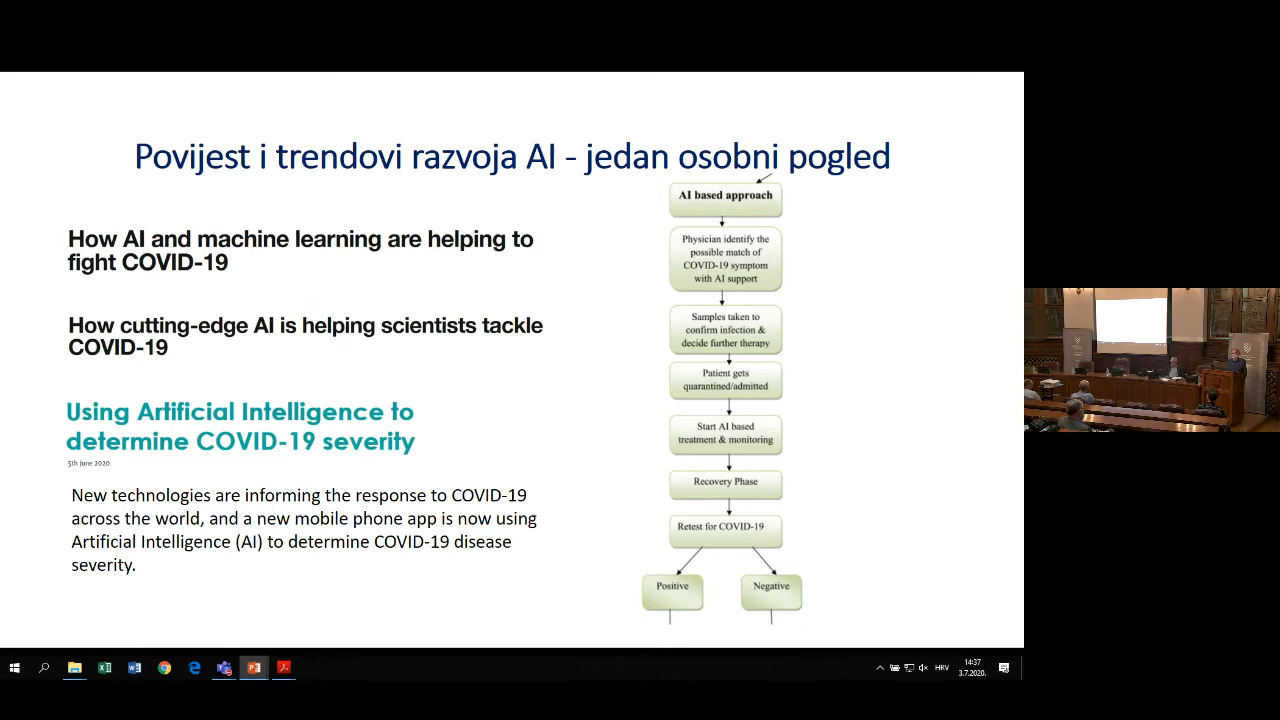 Povijest i trendovi razvoja AI - jedan osobni pogled
How AI and machine learning are helping to
fight COVID-19
How cutting-edge AI is helping scientists tackle
COVID-19
Using Artificial Intelligence to
determine COVID-19 severity
5th June 2020
New technologies are informing the response to COVID-19
across the world, and a new mobile phone app is now using
Artificial Intelligence (AI) to determine COVID-19 disease
severity.
AI based approach
Physician identify the
possible match of
COVID-19 symptom
with AI support
Samples taken to
confirm infection &
decide further therapy
Patient gets
quarantined/admitted
Start AI based
treatment & monitoring
Recovery Phase
Retest for COVID-19
Positive
Negative
HRV
14:37
3.7.2020.